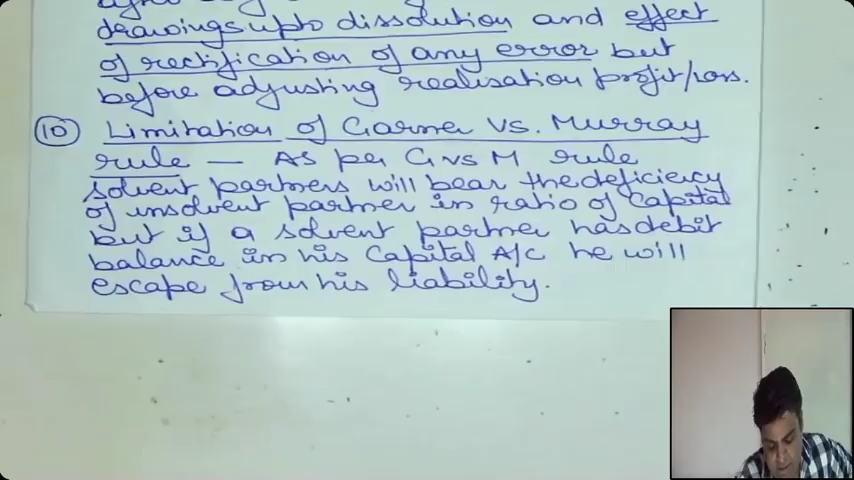 drawings upto dissolution and effect
of rectification of any error but
before adjusting realisation profit/loss.
10 Limitation of Garner Vs. Murray
rule — As per G vs M rule
solvent partners will bear the deficiency
of insolvent partner in ratio of Capital
but if a solvent partner has debit
balance in his Capital A/C he will
escape from his liability.